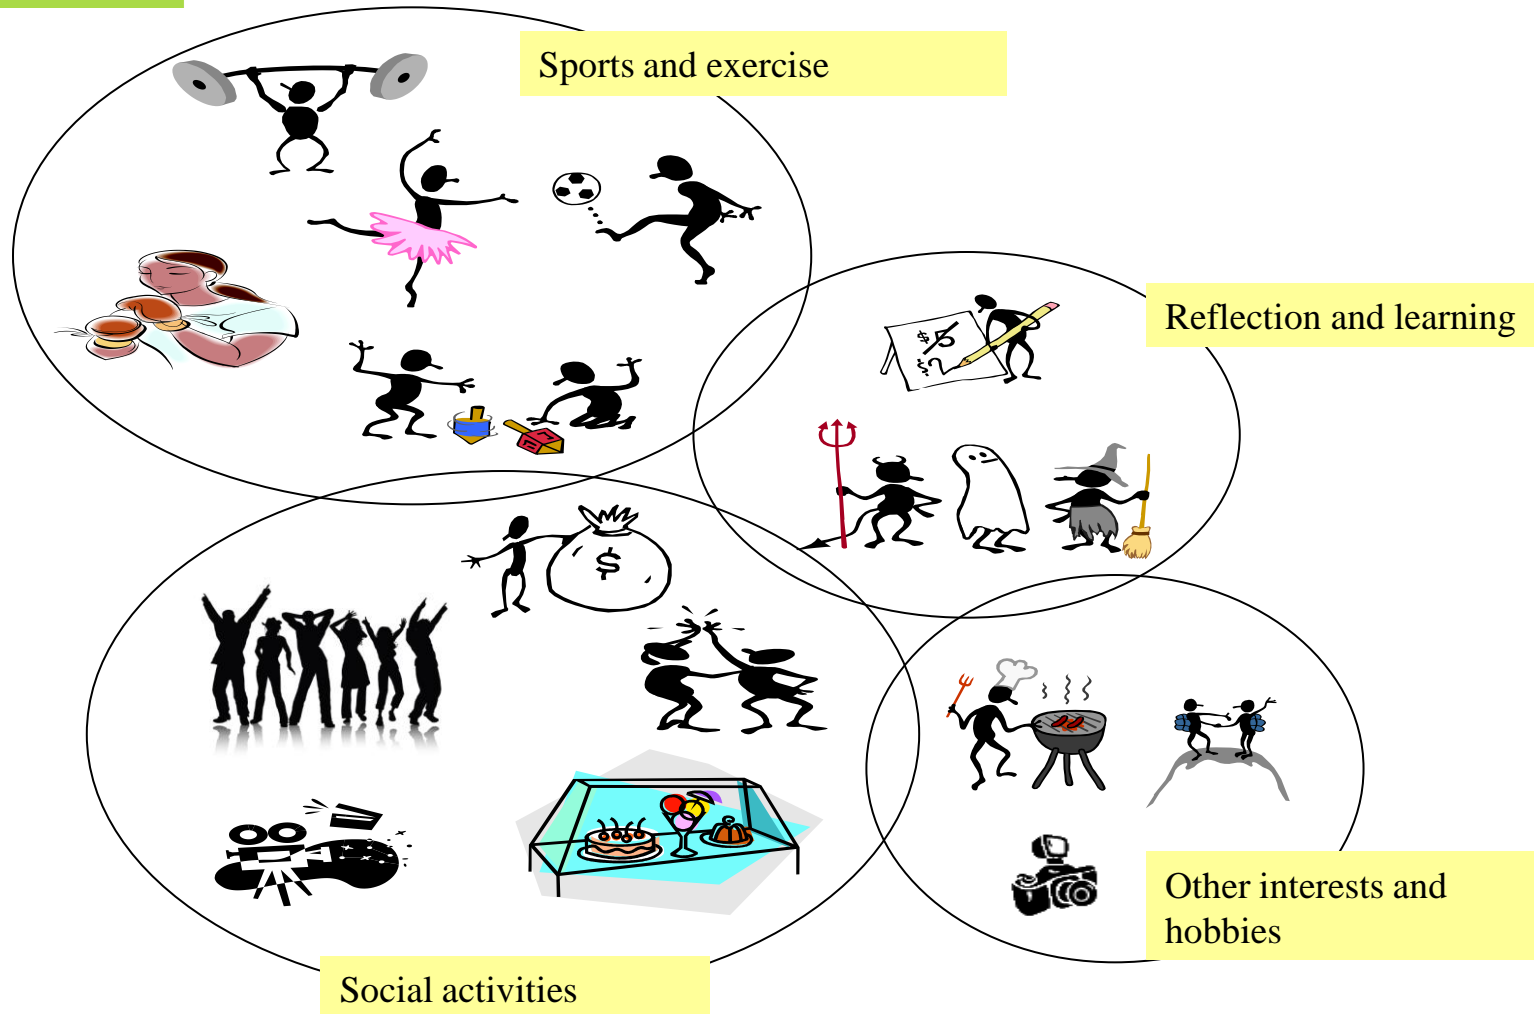 Sports and exercise
Reflection and learning
$
Other interests and
hobbies
Social activities